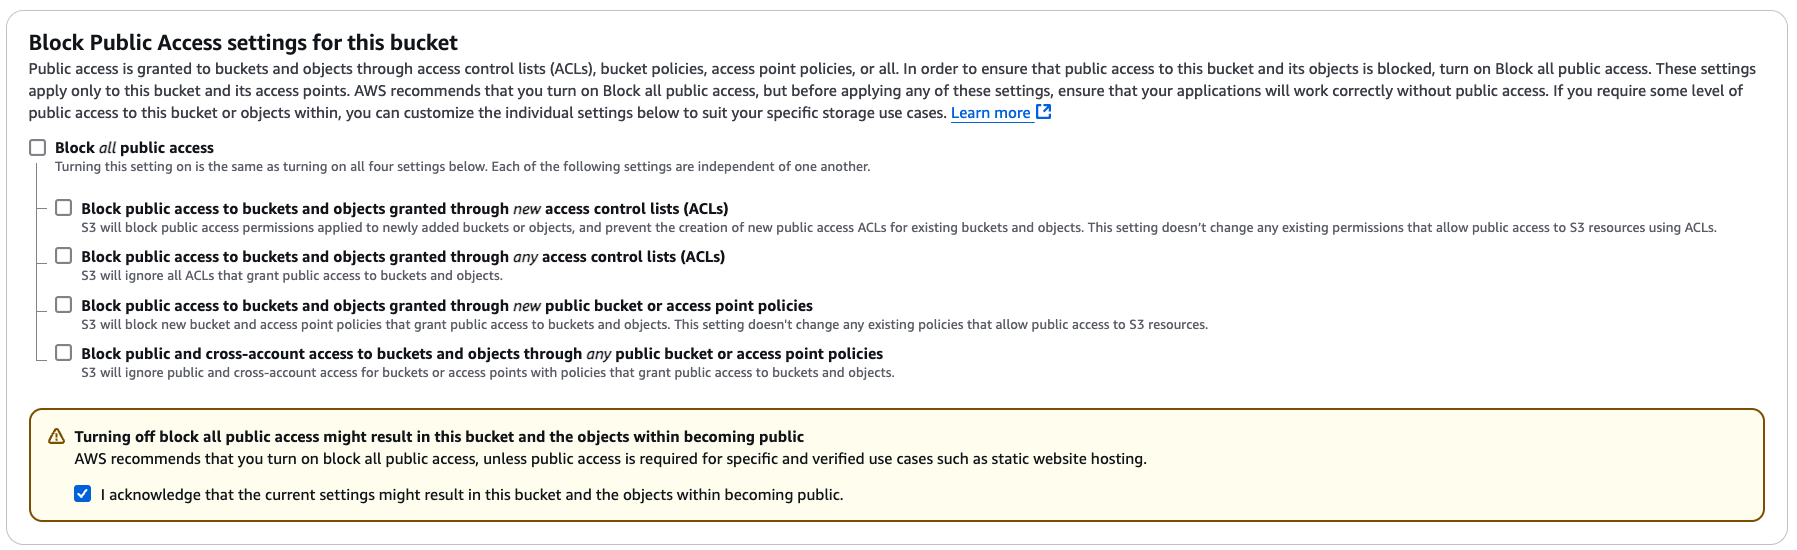 Block Public Access settings for this bucket
Public access is granted to buckets and objects through access control lists (ACLs), bucket policies, access point policies, or all. In order to ensure that public access to this bucket and its objects is blocked, turn on Block all public access. These settings
apply only to this bucket and its access points. AWS recommends that you turn on Block all public access, but before applying any of these settings, ensure that your applications will work correctly without public access. If you require some level of
public access to this bucket or objects within, you can customize the individual settings below to suit your specific storage use cases. Learn more
Block all public access
Turning this setting on is the same as turning on all four settings below. Each of the following settings are independent of one another.
Block public access to buckets and objects granted through new access control lists (ACLs)
S3 will block public access permissions applied to newly added buckets or objects, and prevent the creation of new public access ACLs for existing buckets and objects. This setting doesn’t change any existing permissions that allow public access to S3 resources using ACLs.
Block public access to buckets and objects granted through any access control lists (ACLs)
S3 will ignore all ACLs that grant public access to buckets and objects.
Block public access to buckets and objects granted through new public bucket or access point policies
S3 will block new bucket and access point policies that grant public access to buckets and objects. This setting doesn't change any existing policies that allow public access to S3 resources.
Block public and cross-account access to buckets and objects through any public bucket or access point policies
S3 will ignore public and cross-account access for buckets or access points with policies that grant public access to buckets and objects.
Turning off block all public access might result in this bucket and the objects within becoming public
AWS recommends that you turn on block all public access, unless public access is required for specific and verified use cases such as static website hosting.
I acknowledge that the current settings might result in this bucket and the objects within becoming public.